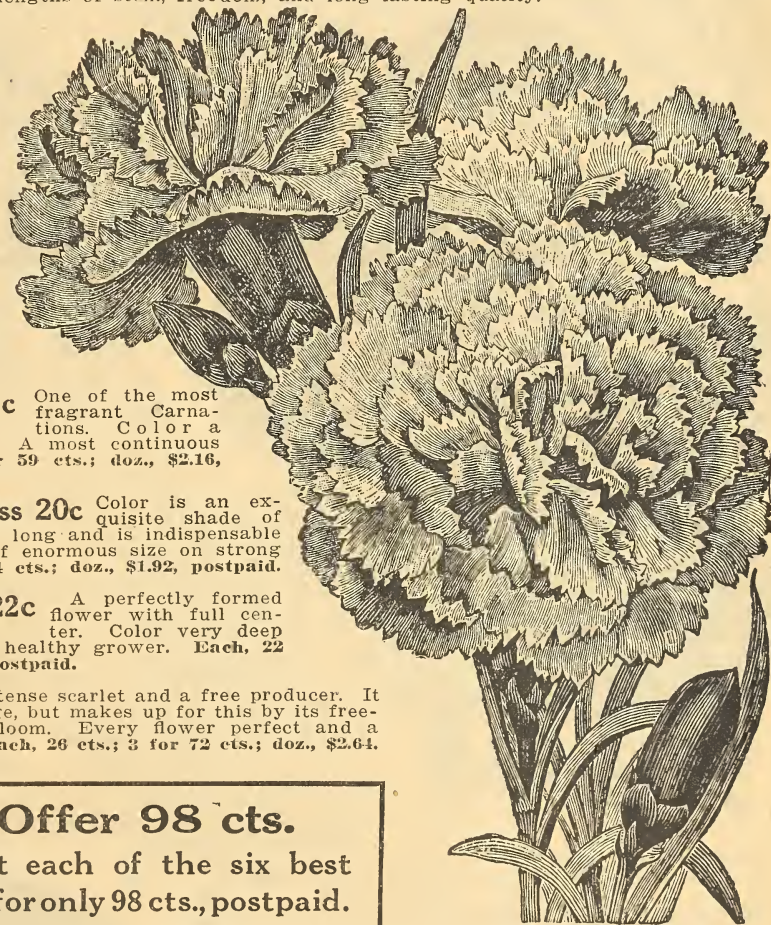 lengths of stem, freedom, and long lasting quality.
c One of the most
fragrant Carna-
tions. Color a
A most continuous
59 cts.; doz., $2.16,
ss 20c Color is an ex-
quisite shade of
long and is indispensable
f enormous size on strong
cts.; doz., $1.92, postpaid.
22c A perfectly formed
flower with full cen-
ter. Color very deep
healthy grower. Each, 22
ostpaid.
tense scarlet and a free producer. It
e, but makes up for this by its free-
loom. Every flower perfect and a
ach, 26 cts.; 3 for 72 cts.; doz., $2.64.
Offer 98 cts.
t each of the six best
for only 98 cts., postpaid.